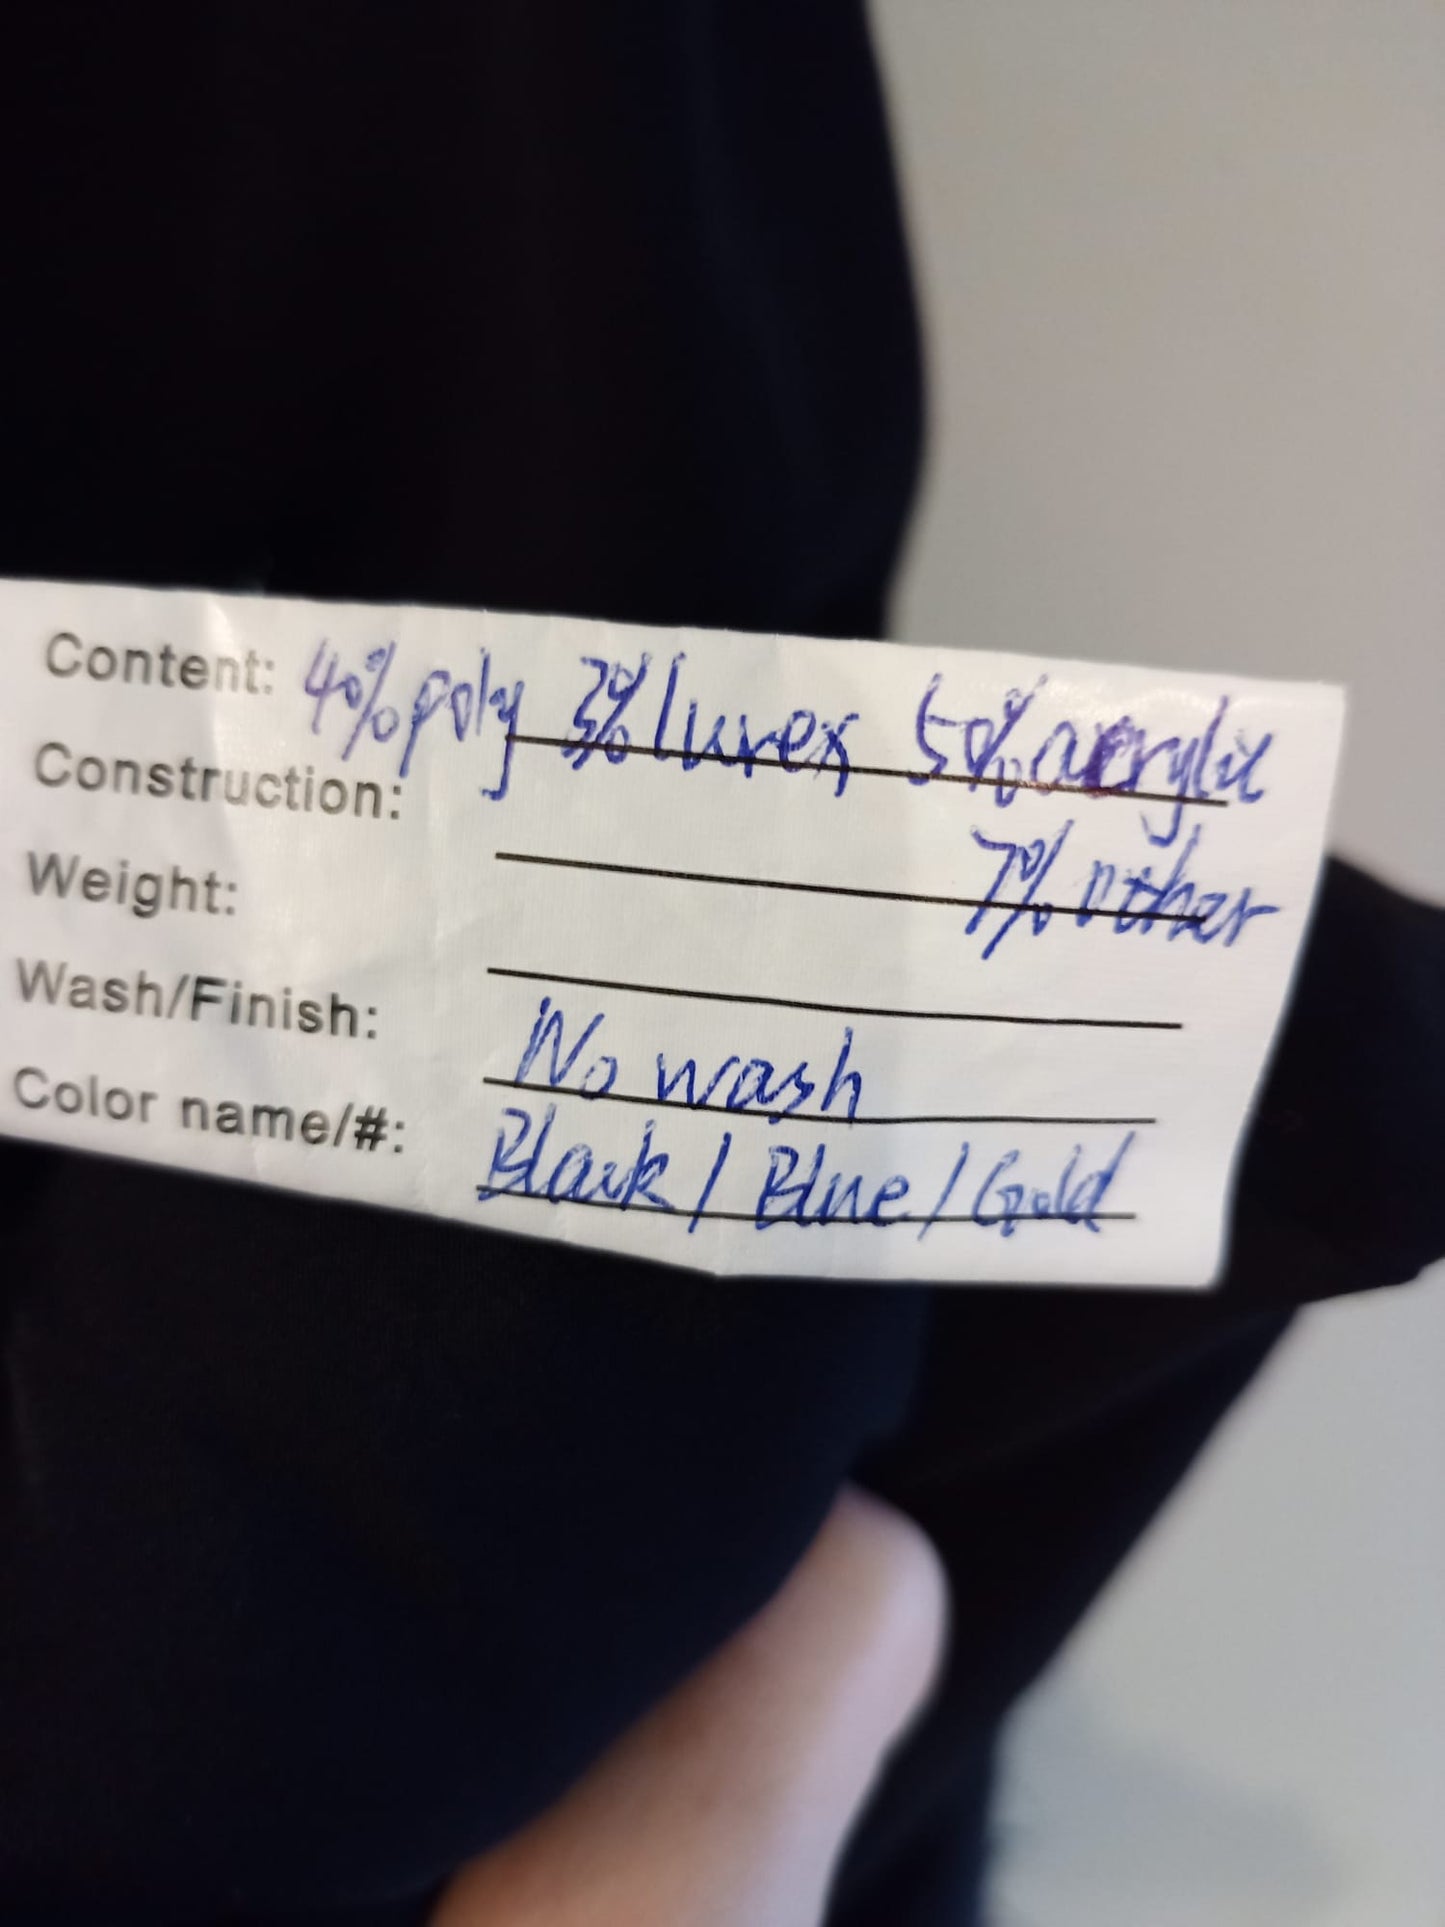 Content: 40% poly 3% lurex 50% acrylic
Construction: 7% other
Weight:
Wash/Finish: No wash
Color name/#: Black / Blue / Gold